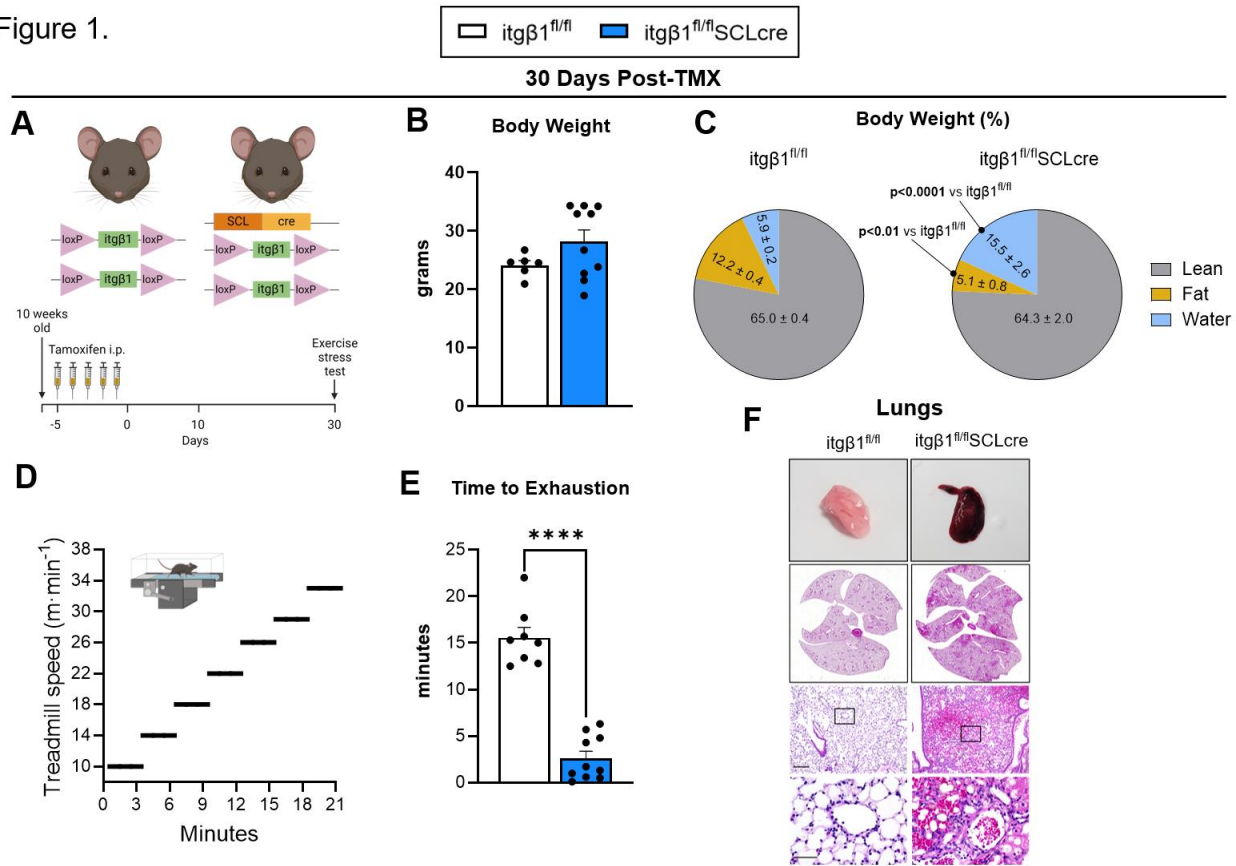 Figure 1.
itgβ1fl/fl
itgβ1fl/flSCLcre
30 Days Post-TMX
A
loxP itgβ1 loxP
loxP itgβ1 loxP
SCL cre
loxP itgβ1 loxP
loxP itgβ1 loxP
10 weeks
old
Tamoxifen i.p.
Exercise
stress
test
-5 0 10 30
Days
B
Body Weight
grams
40
30
20
10
0
C
Body Weight (%)
itgβ1fl/fl
5.9 ± 0.2
12.2 ± 0.4
65.0 ± 0.4
itgβ1fl/flSCLcre
p<0.0001 vs itgβ1fl/fl
p<0.01 vs itgβ1fl/fl
15.5 ± 2.6
5.1 ± 0.8
64.3 ± 2.0
Lean
Fat
Water
D
Treadmill speed (m·min-1)
38
34
30
26
22
18
14
10
0 3 6 9 12 15 18 21
Minutes
E
Time to Exhaustion
minutes
25
20
15
10
5
0
****
F
Lungs
itgβ1fl/fl
itgβ1fl/flSCLcre